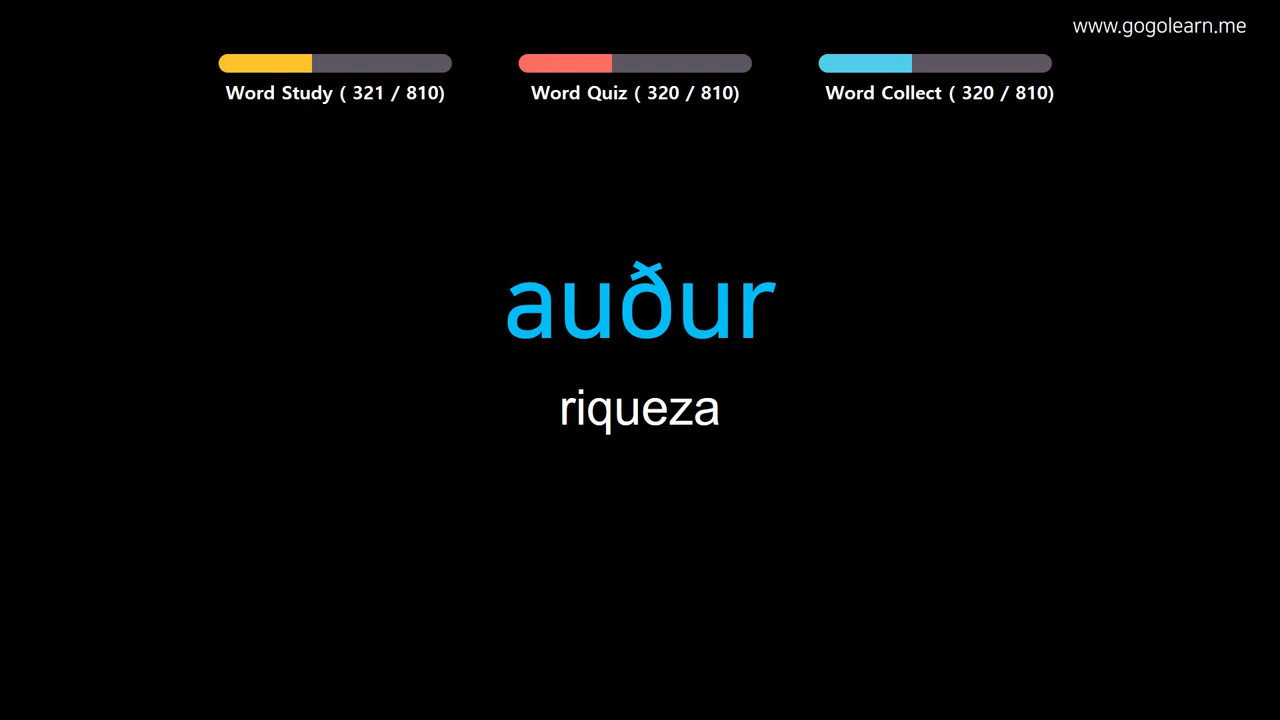 www.gogolearn.me
Word Study ( 321 / 810)
Word Quiz ( 320 / 810)
Word Collect ( 320 / 810)
auður
riqueza